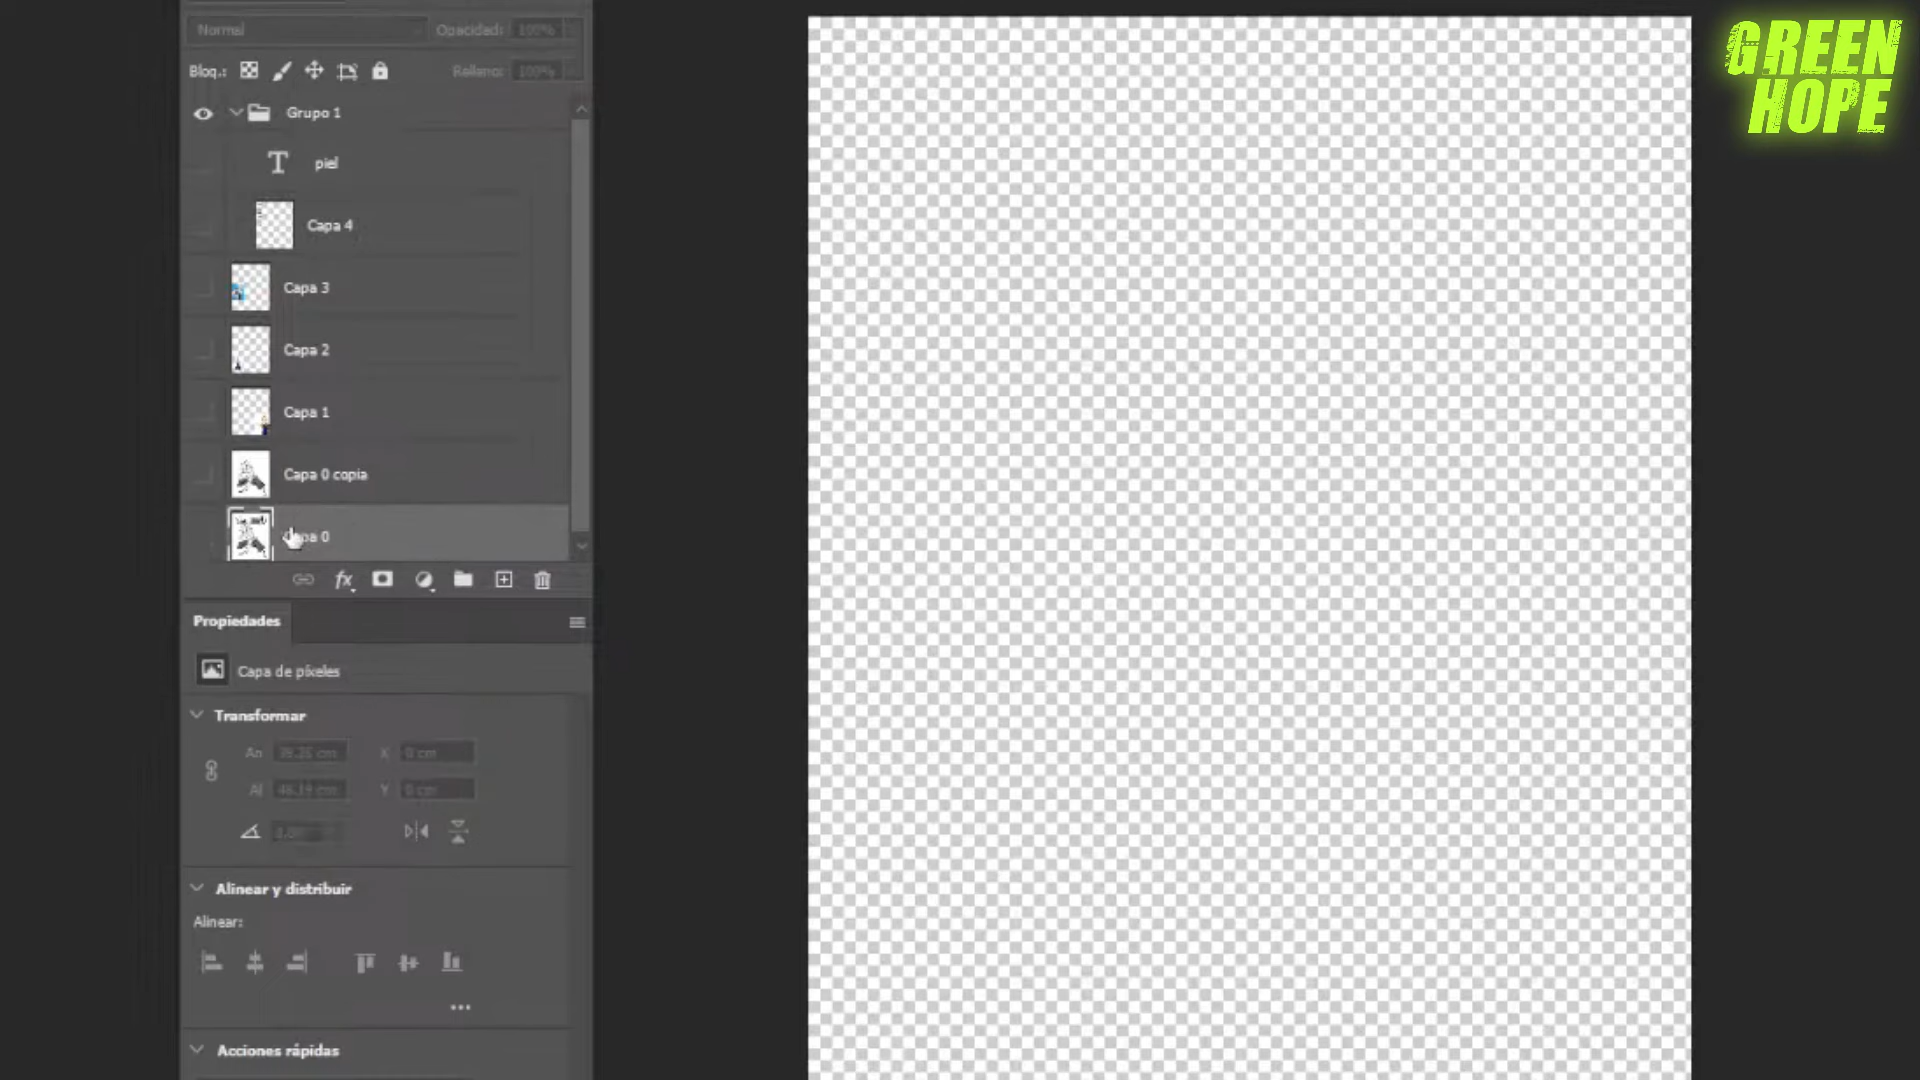 Normal Opacidad: 100%
Bloq.: Relleno: 100%
Grupo 1
T piel
Capa 4
Capa 3
Capa 2
Capa 1
Capa 0 copia
Capa 0
fx
Propiedades
Capa de píxeles
Transformar
An X 0 cm
Al Y 0 cm
Alinear y distribuir
Alinear:
Acciones rápidas
GREEN
HOPE